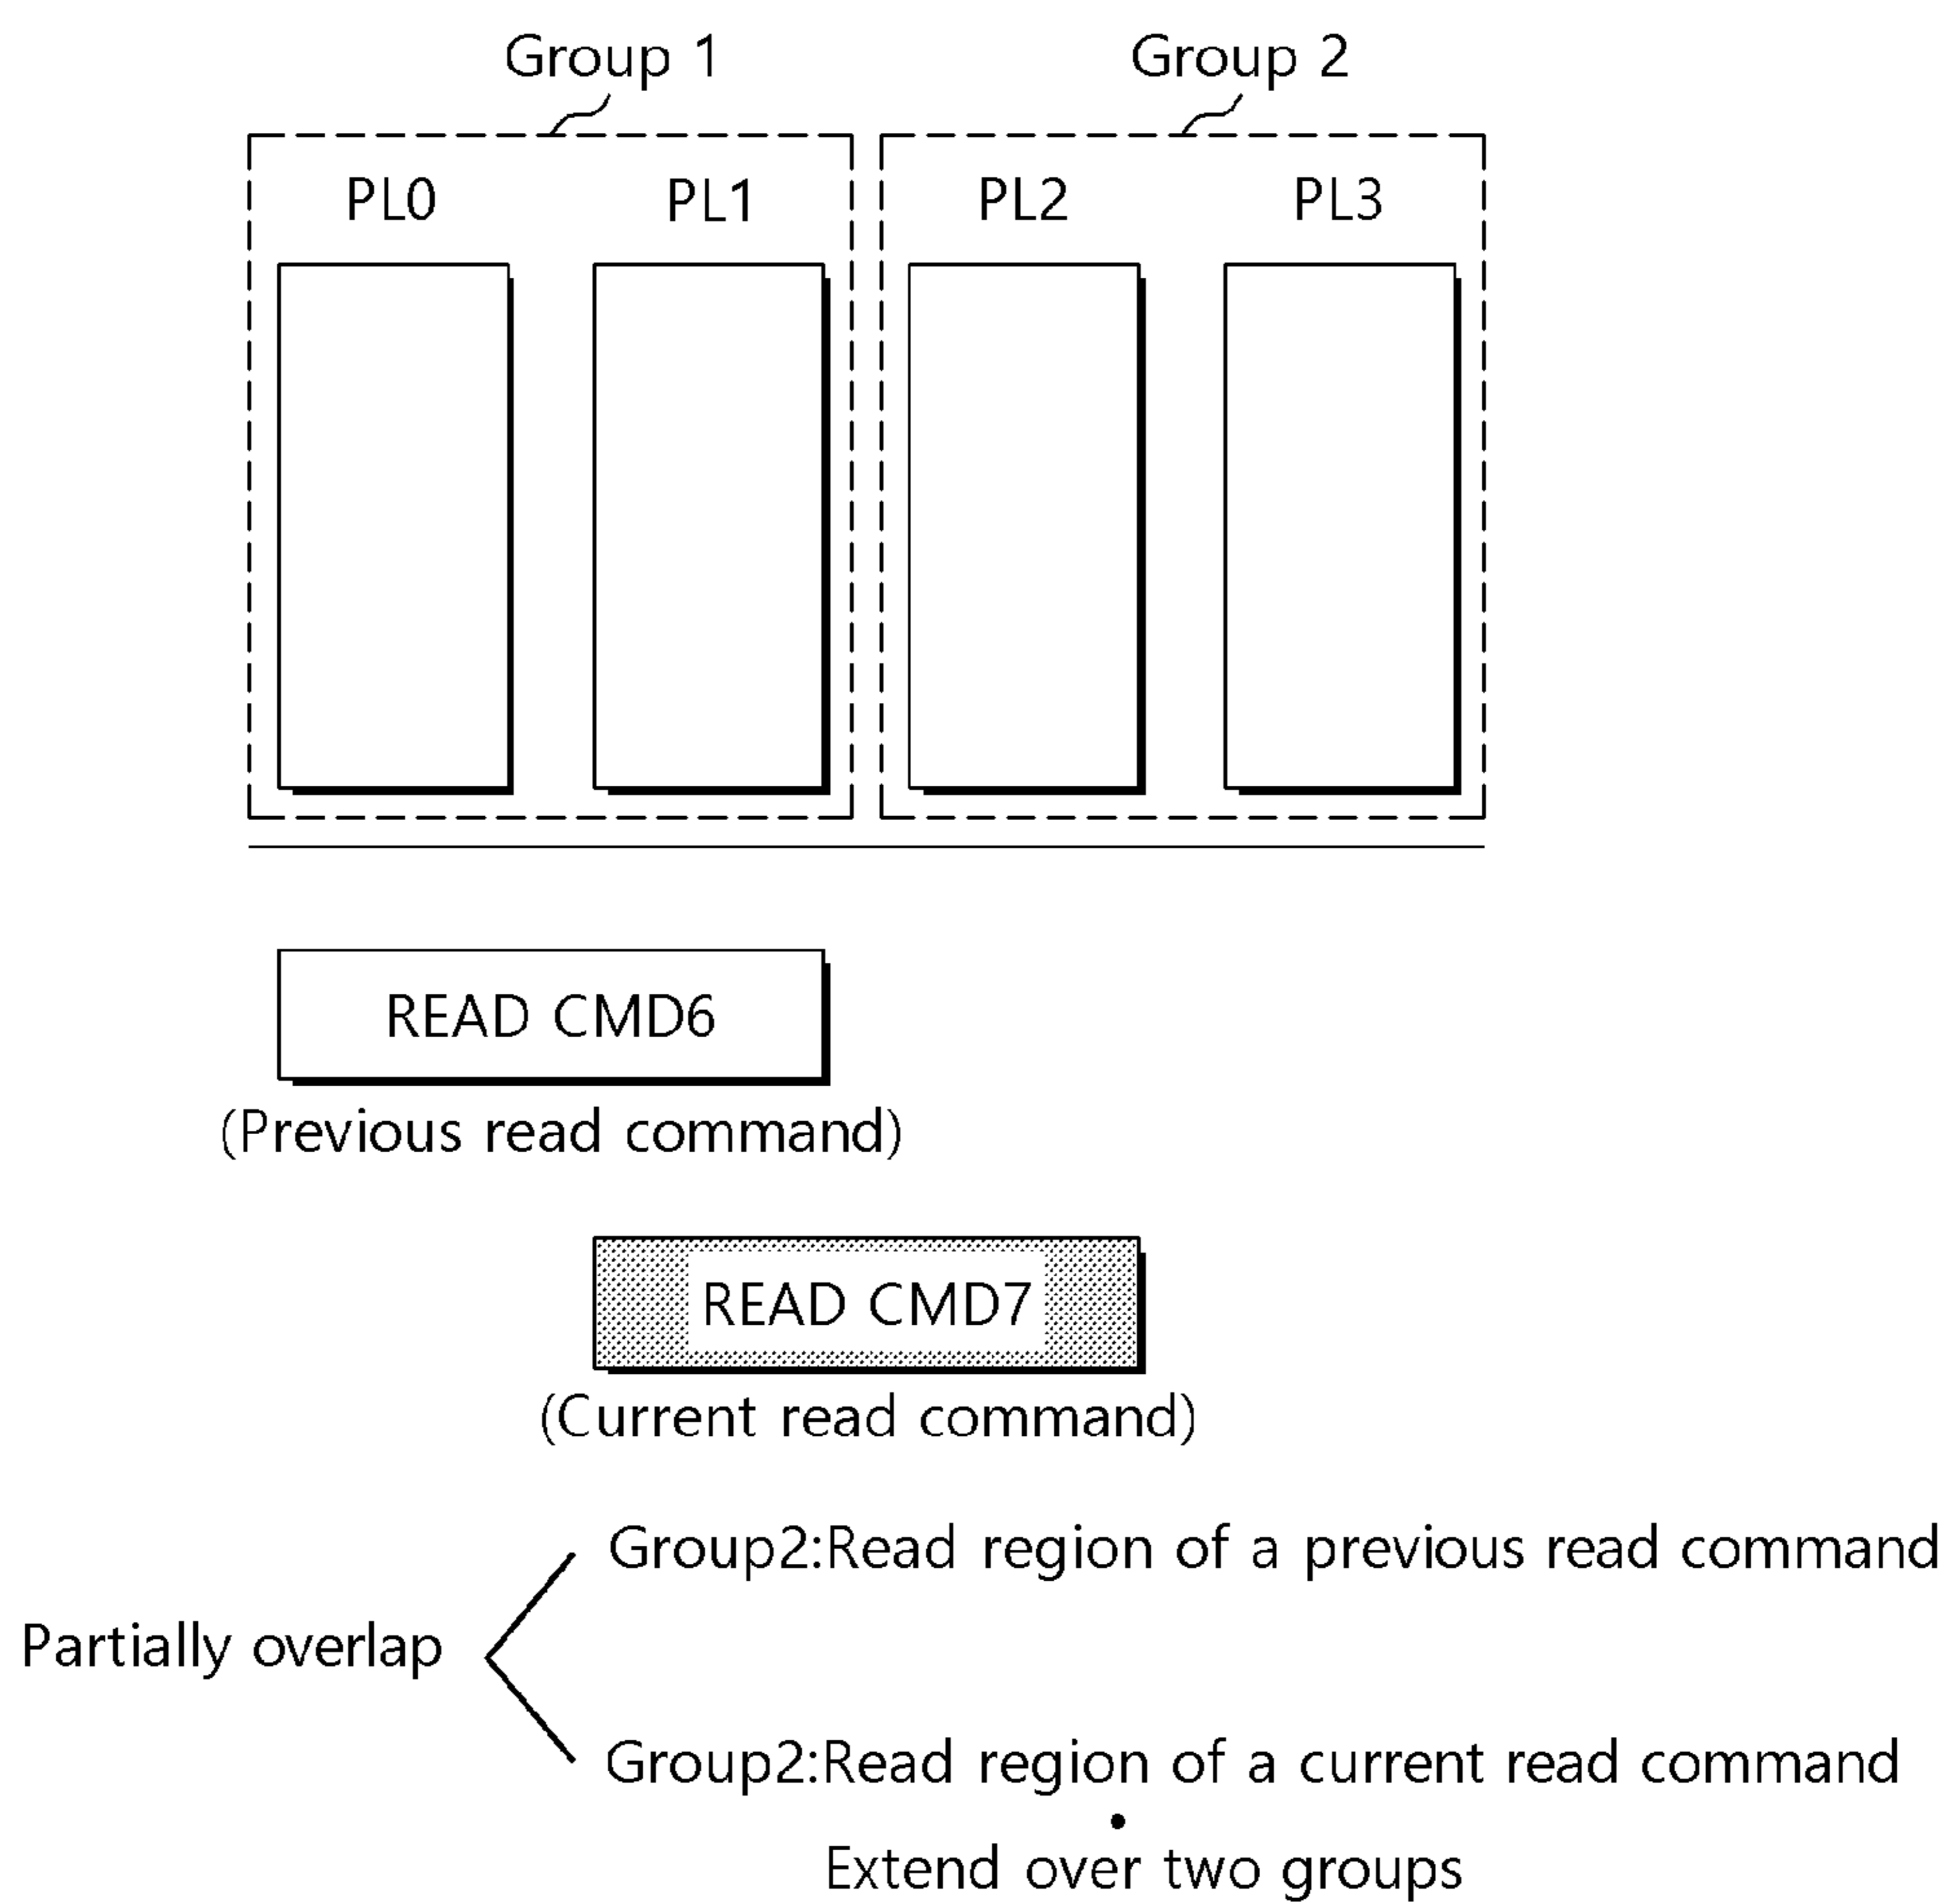 Group 1 Group 2
PL0 PL1 PL2 PL3
READ CMD6
(Previous read command)
READ CMD7
(Current read command)
Group2:Read region of a previous read command
Partially overlap
Group2:Read region of a current read command
•
Extend over two groups